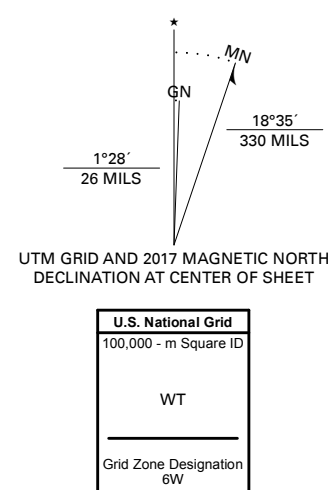 ★
MN
GN
18°35´
330 MILS
1°28´
26 MILS
UTM GRID AND 2017 MAGNETIC NORTH
DECLINATION AT CENTER OF SHEET
U.S. National Grid
100,000 - m Square ID
WT
Grid Zone Designation
6W